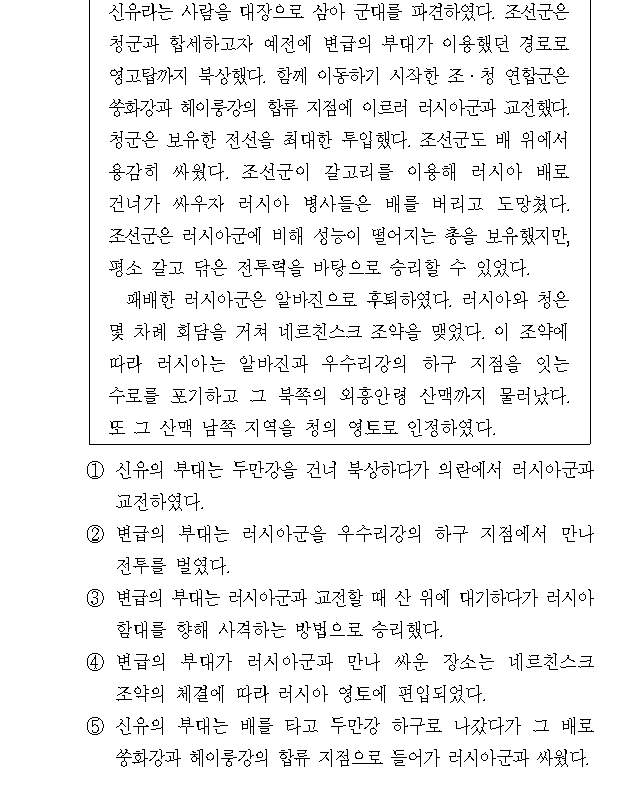 신유라는 사람을 대장으로 삼아 군대를 파견하였다. 조선군은
청군과 합세하고자 예전에 변급의 부대가 이용했던 경로로
영고탑까지 북상했다. 함께 이동하기 시작한 조·청 연합군은
쑹화강과 헤이룽강의 합류 지점에 이르러 러시아군과 교전했다.
청군은 보유한 전선을 최대한 투입했다. 조선군도 배 위에서
용감히 싸웠다. 조선군이 갈고리를 이용해 러시아 배로
건너가 싸우자 러시아 병사들은 배를 버리고 도망쳤다.
조선군은 러시아군에 비해 성능이 떨어지는 총을 보유했지만,
평소 갈고 닦은 전투력을 바탕으로 승리할 수 있었다.
패배한 러시아군은 알바진으로 후퇴하였다. 러시아와 청은
몇 차례 회담을 거쳐 네르친스크 조약을 맺었다. 이 조약에
따라 러시아는 알바진과 우수리강의 하구 지점을 잇는
수로를 포기하고 그 북쪽의 외흥안령 산맥까지 물러났다.
또 그 산맥 남쪽 지역을 청의 영토로 인정하였다.
① 신유의 부대는 두만강을 건너 북상하다가 의란에서 러시아군과
교전하였다.
② 변급의 부대는 러시아군을 우수리강의 하구 지점에서 만나
전투를 벌였다.
③ 변급의 부대는 러시아군과 교전할 때 산 위에 대기하다가 러시아
함대를 향해 사격하는 방법으로 승리했다.
④ 변급의 부대가 러시아군과 만나 싸운 장소는 네르친스크
조약의 체결에 따라 러시아 영토에 편입되었다.
⑤ 신유의 부대는 배를 타고 두만강 하구로 나갔다가 그 배로
쑹화강과 헤이룽강의 합류 지점으로 들어가 러시아군과 싸웠다.